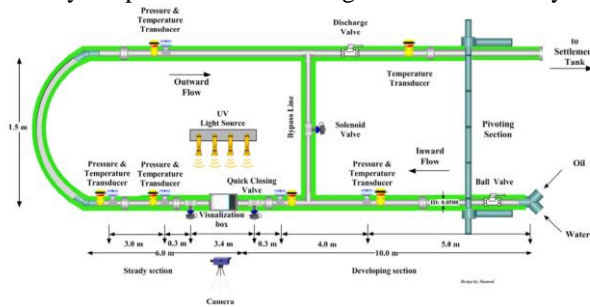 Pressure &
Temperature
Transducer
Discharge
Valve
to
Settlement
Tank
Temperature
Transducer
Outward
Flow
UV
Light Source
Bypass Line
1.5 m
Solenoid
Valve
Pivoting
Section
Inward
Flow
Pressure &
Temperature
Transducer
Pressure &
Temperature
Transducer
Quick Closing
Valve
Pressure &
Temperature
Transducer
Ball Valve
Oil
ID: 0.0508
Water
Visualization
box
3.0 m
0.3 m
3.4 m
0.3 m
4.0 m
5.0 m
6.0 m
10.0 m
Steady section
Developing section
Camera